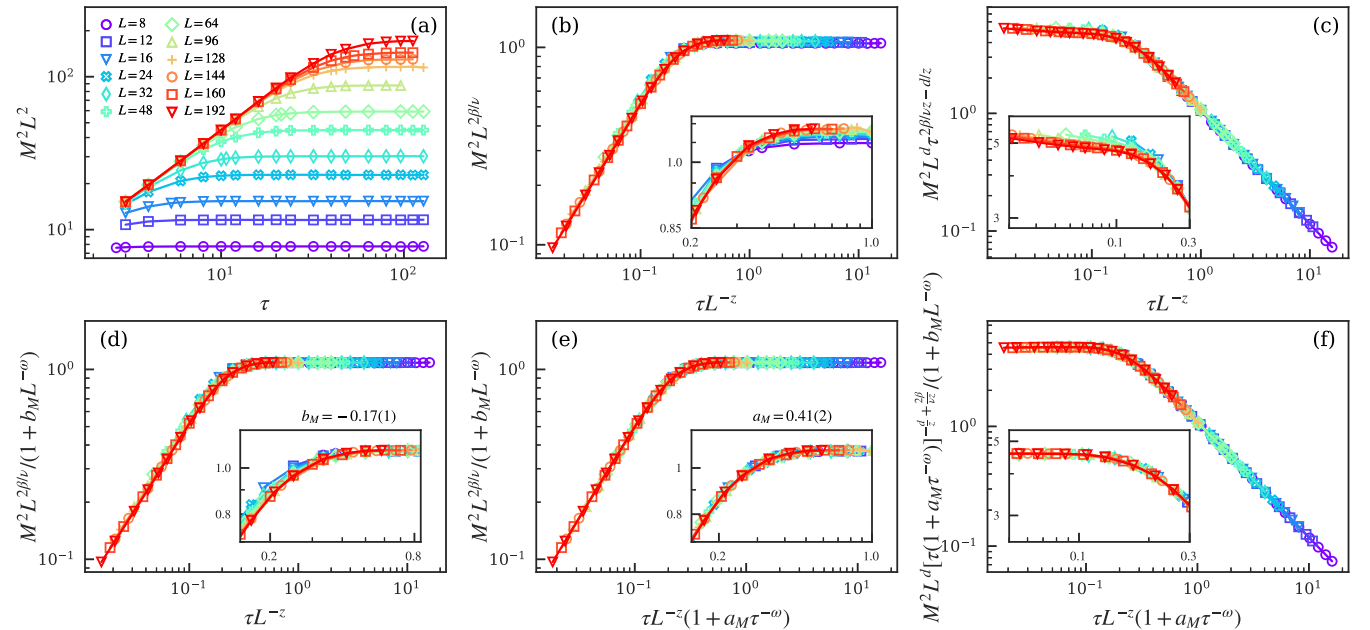 (a)
L=8
L=12
L=16
L=24
L=32
L=48
L=64
L=96
L=128
L=144
L=160
L=192
M²L²
10²
10¹
10¹
10²
τ
(b)
M²L^{2β/ν}
10⁰
10⁻¹
1.0
0.85
0.2
1.0
10⁻¹
10⁰
10¹
τL^{-z}
(c)
M²L^dτ^{2β/νz−d/z}
10⁰
10⁻¹
5
3
0.1
0.3
10⁻¹
10⁰
10¹
τL^{-z}
(d)
M²L^{2β/ν}/(1+b_M L^{-ω})
10⁰
10⁻¹
b_M=−0.17(1)
1.0
0.8
0.2
0.8
10⁻¹
10⁰
10¹
τL^{-z}
(e)
M²L^{2β/ν}/(1+b_M L^{-ω})
10⁰
10⁻¹
a_M=0.41(2)
1.0
0.8
0.2
1.0
10⁻¹
10⁰
10¹
τL^{-z}(1+a_Mτ^{-ω})
(f)
M²L^d[τ(1+a_Mτ^{-ω})]^{-d/z+2β/νz}/(1+b_M L^{-ω})
10⁰
10⁻¹
5
3
0.1
0.3
10⁻¹
10⁰
10¹
τL^{-z}(1+a_Mτ^{-ω})